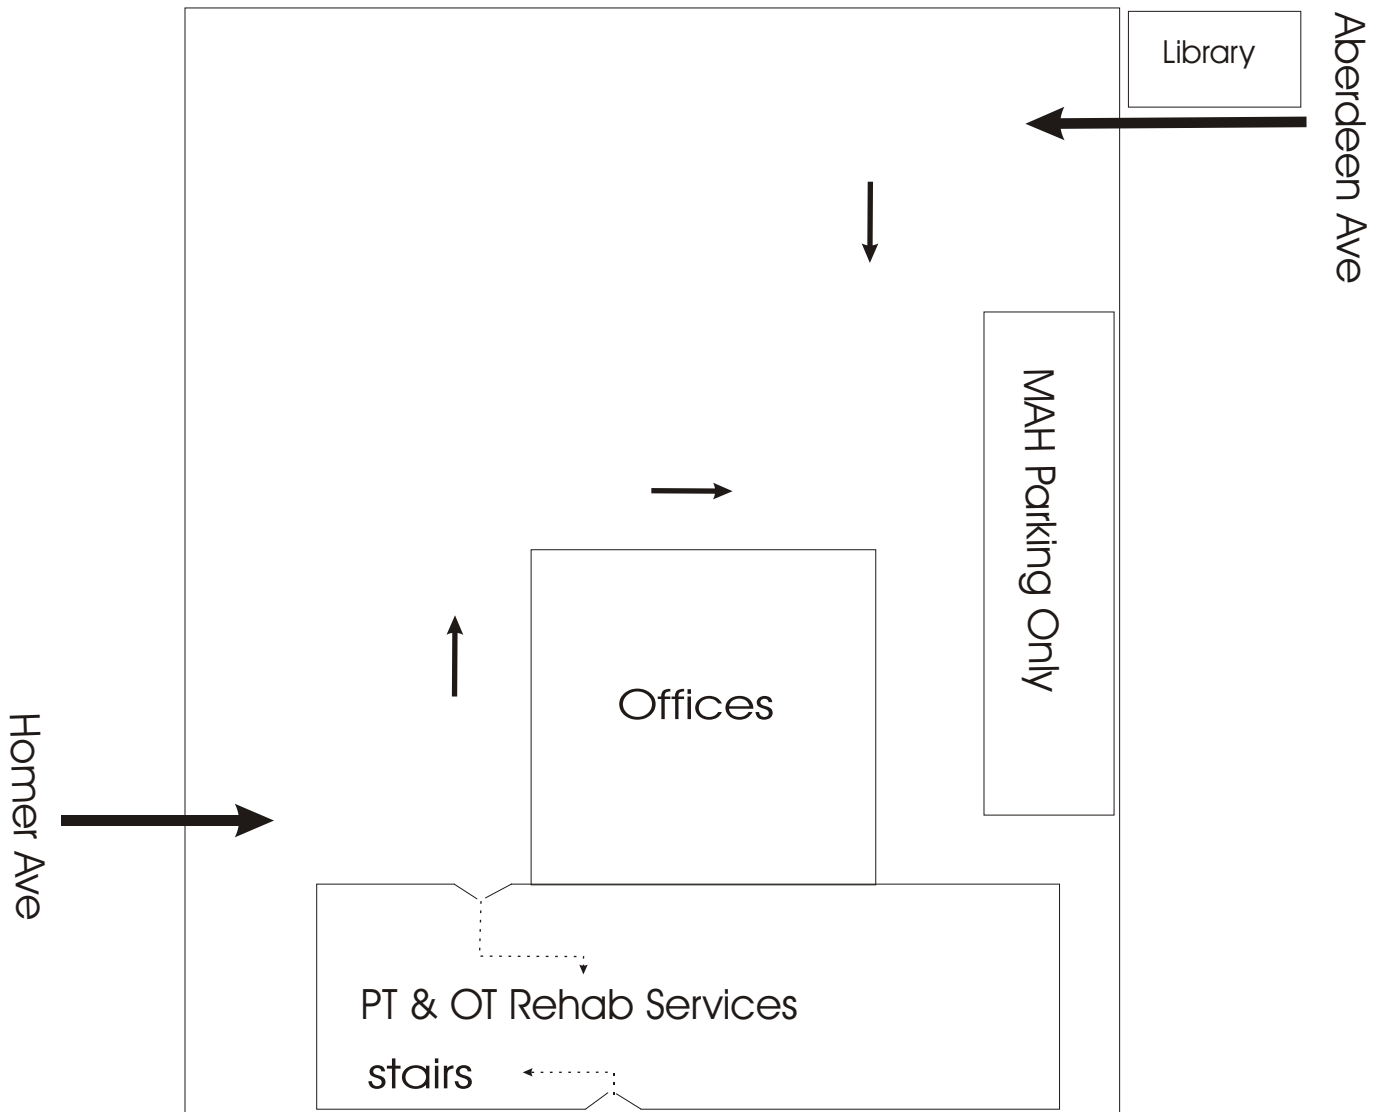 Library
Aberdeen Ave
MAH Parking Only
Offices
Homer Ave
PT & OT Rehab Services
stairs